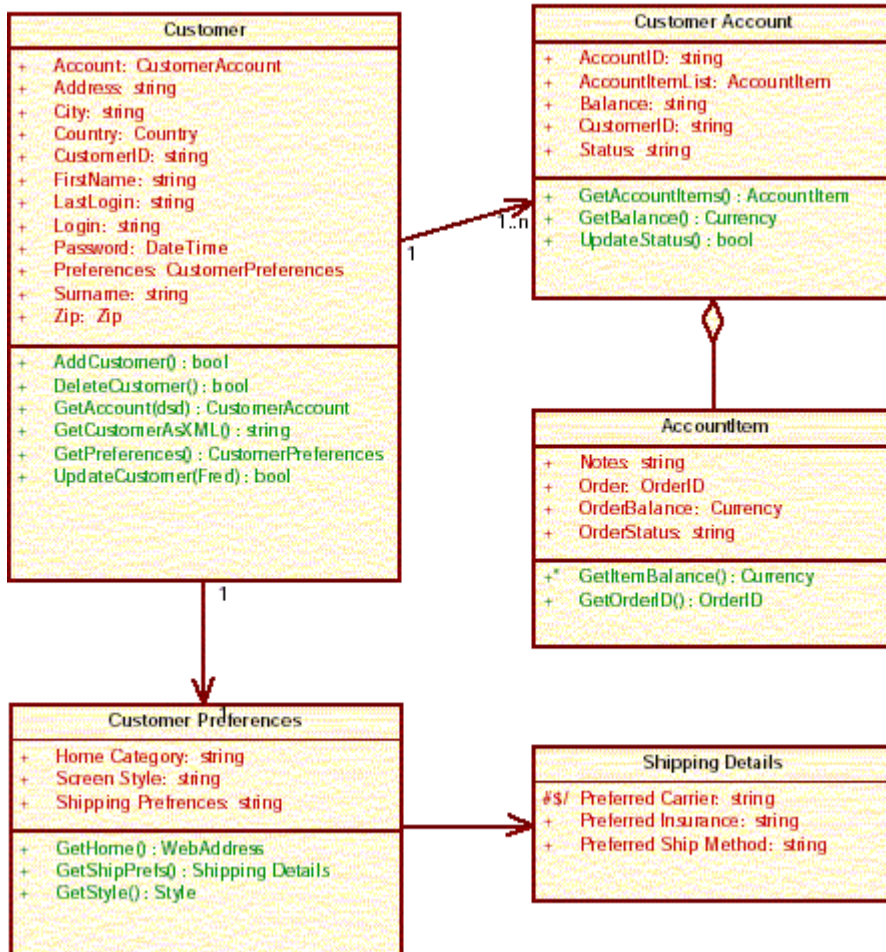 Customer
+ Account: CustomerAccount
+ Address: string
+ City: string
+ Country: Country
+ CustomerID: string
+ FirstName: string
+ LastLogin: string
+ Login: string
+ Password: DateTime
+ Preferences: CustomerPreferences
+ Surname: string
+ Zip: Zip
+ AddCustomer() : bool
+ DeleteCustomer() : bool
+ GetAccount(dsd) : CustomerAccount
+ GetCustomerAsXML() : string
+ GetPreferences() : CustomerPreferences
+ UpdateCustomer(Fred) : bool
1
1..n
Customer Account
+ AccountID: string
+ AccountItemList: AccountItem
+ Balance: string
+ CustomerID: string
+ Status: string
+ GetAccountItems() : AccountItem
+ GetBalance() : Currency
+ UpdateStatus() : bool
AccountItem
+ Notes: string
+ Order: OrderID
+ OrderBalance: Currency
+ OrderStatus: string
+* GetItemBalance() : Currency
+ GetOrderID() : OrderID
1
1
Customer Preferences
+ Home Category: string
+ Screen Style: string
+ Shipping Prefrences: string
+ GetHome() : WebAddress
+ GetShipPrefs() : Shipping Details
+ GetStyle() : Style
Shipping Details
#$/ Preferred Carrier: string
+ Preferred Insurance: string
+ Preferred Ship Method: string